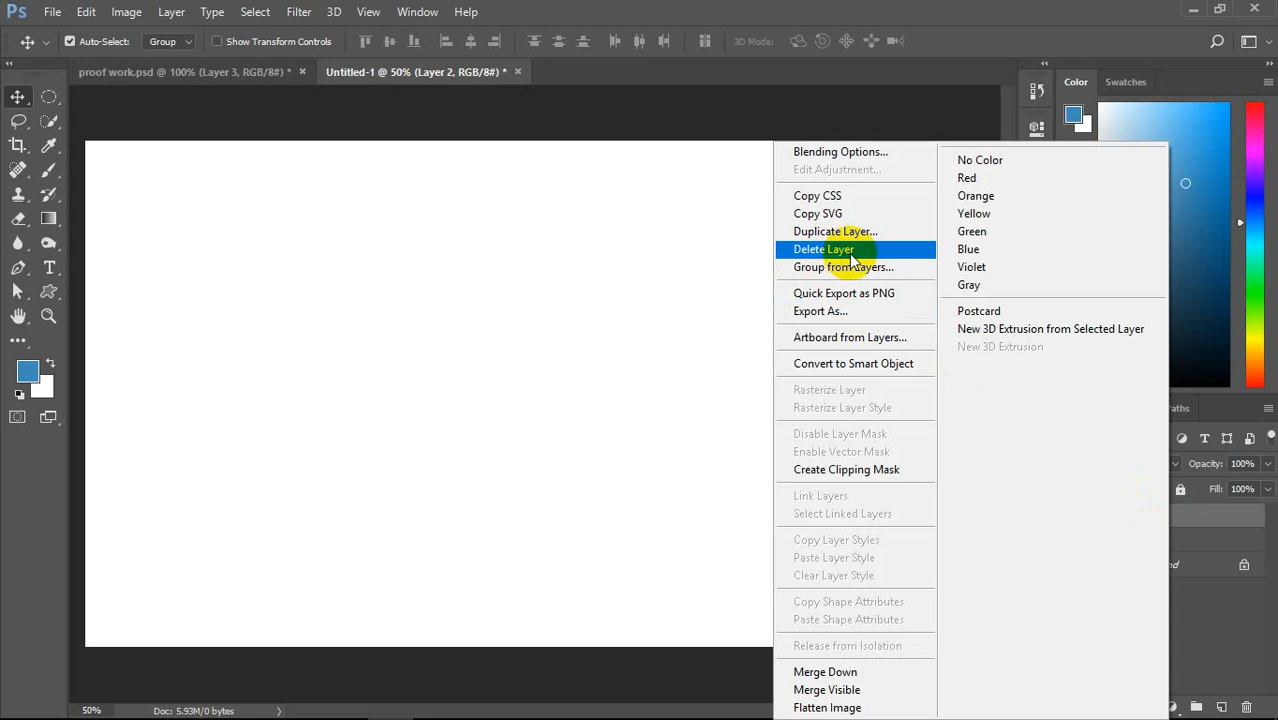 Ps File Edit Image Layer Type Select Filter 3D View Window Help
Auto-Select: Group Show Transform Controls 3D Mode:
proof work.psd @ 100% (Layer 3, RGB/8#) * × Untitled-1 @ 50% (Layer 2, RGB/8#) * ×
Color Swatches
Blending Options...
Edit Adjustment...
Copy CSS
Copy SVG
Duplicate Layer...
Delete Layer
Group from Layers...
Quick Export as PNG
Export As...
Artboard from Layers...
Convert to Smart Object
Rasterize Layer
Rasterize Layer Style
Disable Layer Mask
Enable Vector Mask
Create Clipping Mask
Link Layers
Select Linked Layers
Copy Layer Styles
Paste Layer Style
Clear Layer Style
Copy Shape Attributes
Paste Shape Attributes
Release from Isolation
Merge Down
Merge Visible
Flatten Image
No Color
Red
Orange
Yellow
Green
Blue
Violet
Gray
Postcard
New 3D Extrusion from Selected Layer
New 3D Extrusion
Opacity: 100%
Fill: 100%
50% Doc: 5.93M/0 bytes